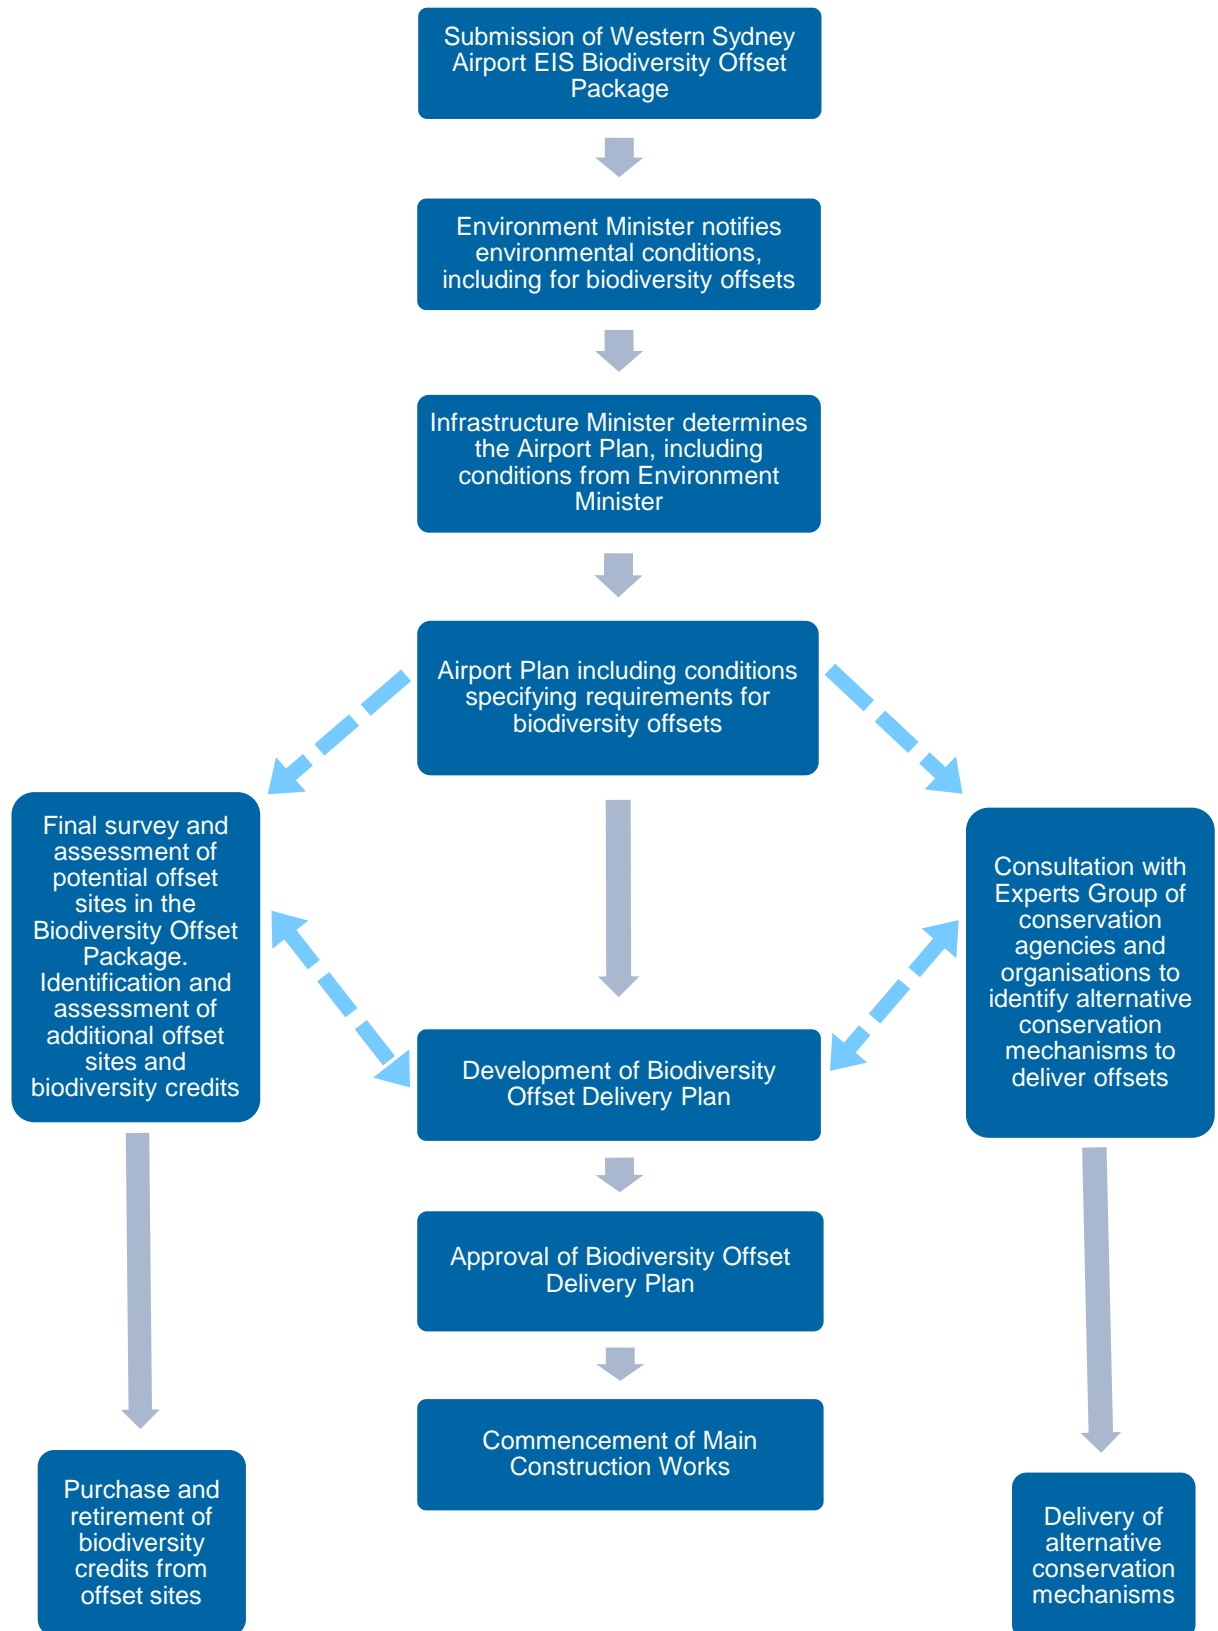 Submission of Western Sydney
Airport EIS Biodiversity Offset
Package
Environment Minister notifies
environmental conditions,
including for biodiversity offsets
Infrastructure Minister determines
the Airport Plan, including
conditions from Environment
Minister
Airport Plan including conditions
specifying requirements for
biodiversity offsets
Final survey and
assessment of
potential offset
sites in the
Biodiversity Offset
Package.
Identification and
assessment of
additional offset
sites and
biodiversity credits
Consultation with
Experts Group of
conservation
agencies and
organisations to
identify alternative
conservation
mechanisms to
deliver offsets
Development of Biodiversity
Offset Delivery Plan
Approval of Biodiversity Offset
Delivery Plan
Commencement of Main
Construction Works
Purchase and
retirement of
biodiversity
credits from
offset sites
Delivery of
alternative
conservation
mechanisms